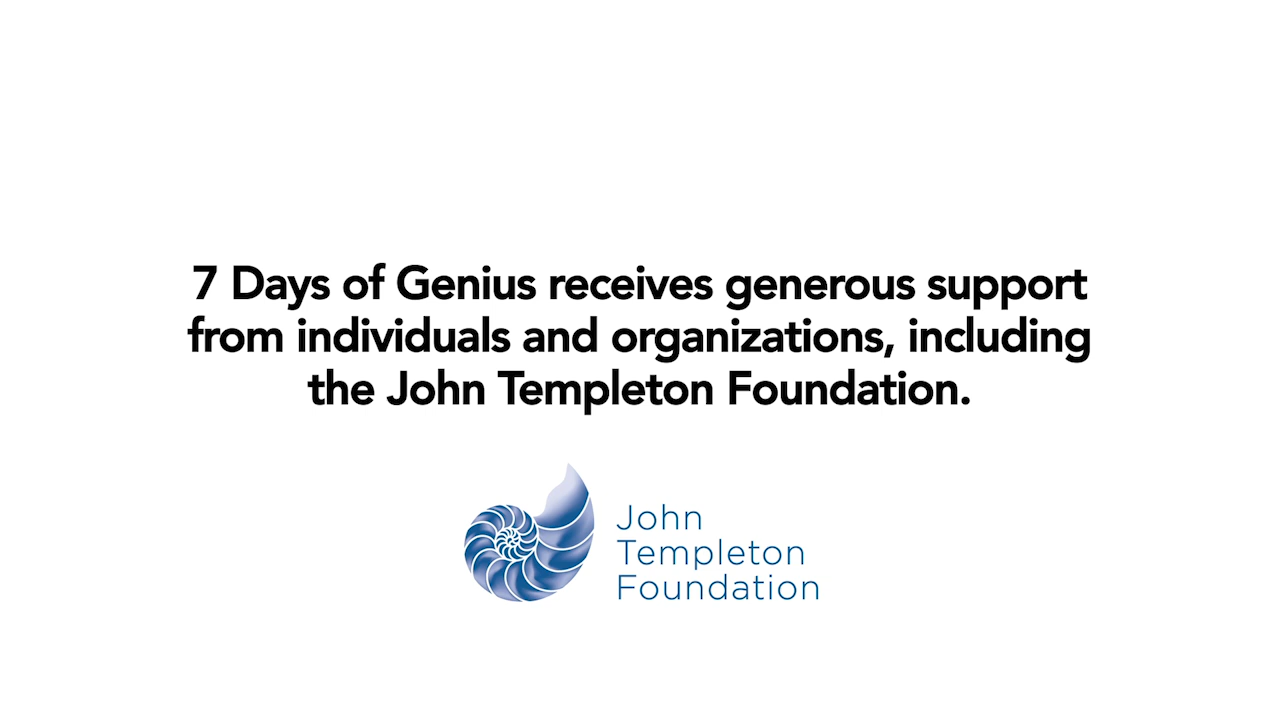 7 Days of Genius receives generous support
from individuals and organizations, including
the John Templeton Foundation.
John
Templeton
Foundation